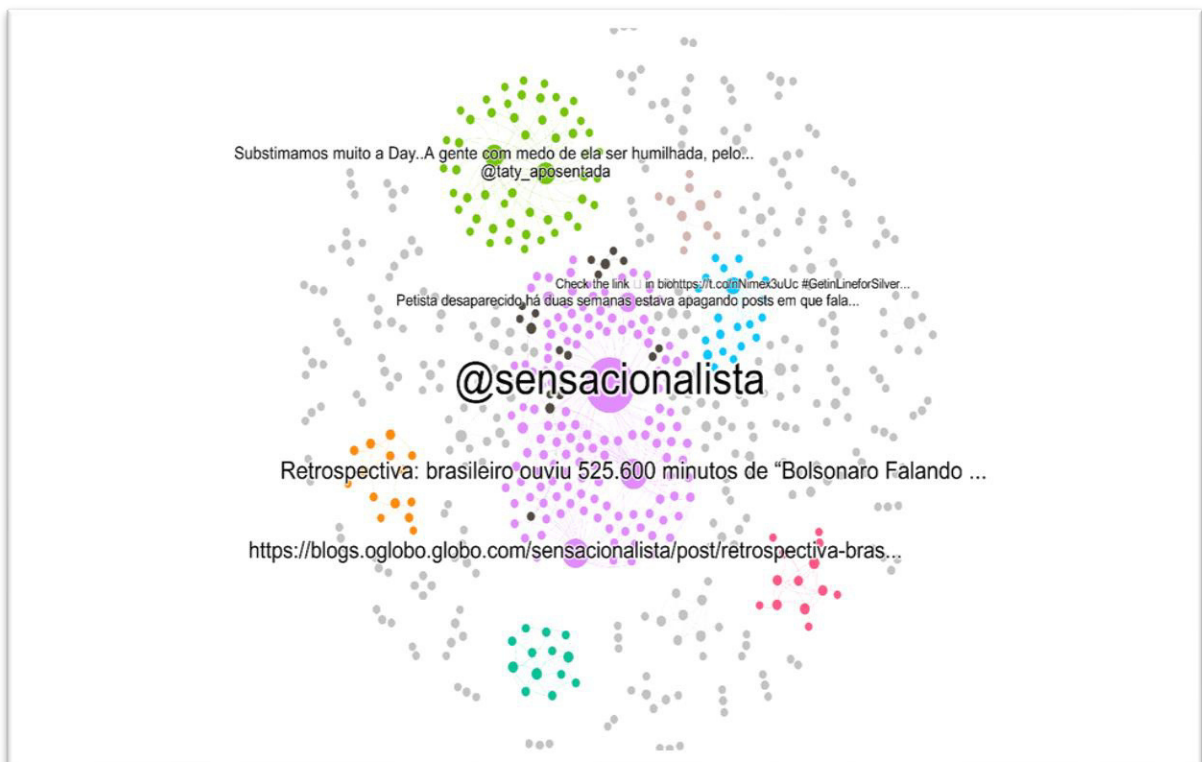 Substimamos muito a Day..A gente com medo de ela ser humilhada, pelo...
@taty_aposentada
Check the link in biohttps://t.co/nNimex3uUc #GetinLineforSilver...
Petista desaparecido há duas semanas estava apagando posts em que fala...
@sensacionalista
Retrospectiva: brasileiro ouviu 525.600 minutos de “Bolsonaro Falando ...
https://blogs.oglobo.globo.com/sensacionalista/post/retrospectiva-bras...